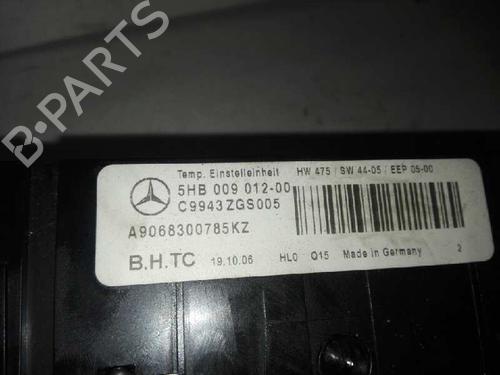 Temp. Einstelleinheit HW 475 / SW 44-05 / EEP 05-00
5HB 009 012-00
C9943ZGS005
A9068300785KZ
B.H.TC 19.10.06 HL0 Q15 Made in Germany 2
B-PARTS